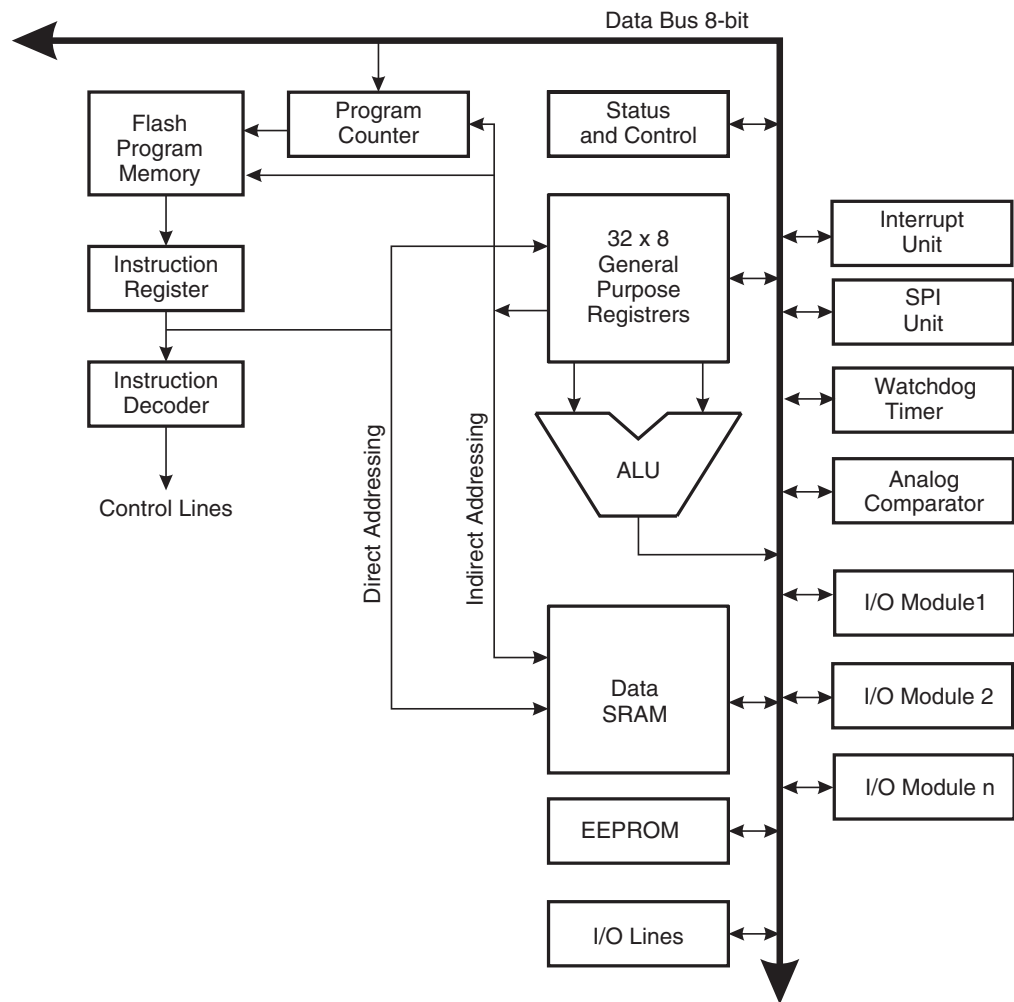 Data Bus 8-bit
Flash
Program
Memory
Program
Counter
Status
and Control
Instruction
Register
32 x 8
General
Purpose
Registrers
Interrupt
Unit
SPI
Unit
Instruction
Decoder
Watchdog
Timer
Control Lines
Direct Addressing
Indirect Addressing
ALU
Analog
Comparator
I/O Module1
Data
SRAM
I/O Module 2
I/O Module n
EEPROM
I/O Lines